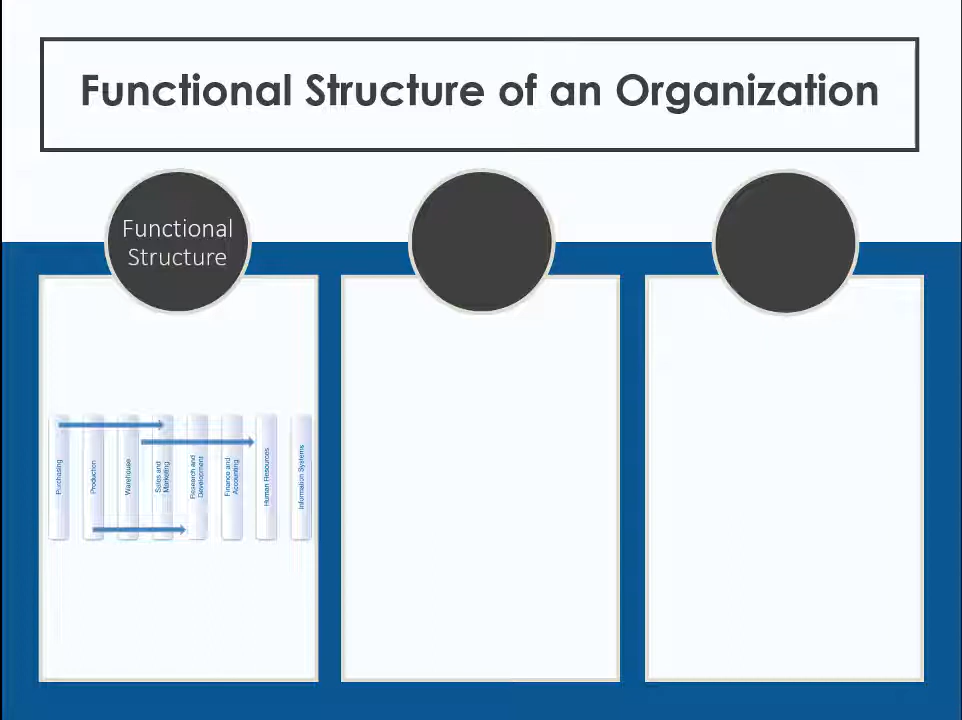 Functional Structure of an Organization
Functional
Structure
Purchasing
Production
Warehouse
Sales and
Marketing
Research and
Development
Finance and
Accounting
Human Resources
Information Systems